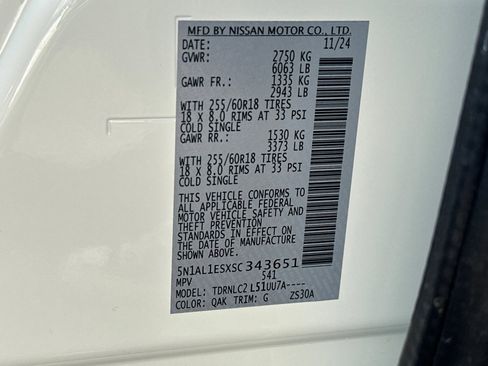 MFD BY NISSAN MOTOR CO., LTD.
DATE: 11/24
GVWR: 2750 KG
6063 LB
GAWR FR.: 1335 KG
2943 LB
WITH 255/60R18 TIRES
18 X 8.0 RIMS AT 33 PSI
COLD SINGLE
GAWR RR.: 1530 KG
3373 LB
WITH 255/60R18 TIRES
18 X 8.0 RIMS AT 33 PSI
COLD SINGLE
THIS VEHICLE CONFORMS TO
ALL APPLICABLE FEDERAL
MOTOR VEHICLE SAFETY AND
THEFT PREVENTION
STANDARDS IN EFFECT ON
THE DATE OF MANUFACTURE
SHOWN ABOVE.
5N1AL1ESXSC343651
MPV 541
MODEL: TDRNLC2 L51UU7A----
COLOR: QAK TRIM: G ZS30A